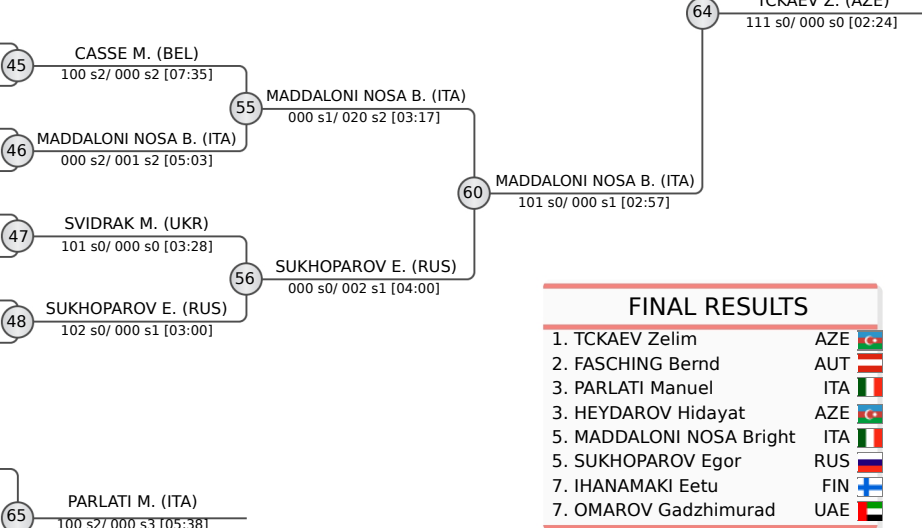 TCKAEV Z. (AZE)
64
111 s0/ 000 s0 [02:24]
45
CASSE M. (BEL)
100 s2/ 000 s2 [07:35]
55
MADDALONI NOSA B. (ITA)
000 s1/ 020 s2 [03:17]
46
MADDALONI NOSA B. (ITA)
000 s2/ 001 s2 [05:03]
60
MADDALONI NOSA B. (ITA)
101 s0/ 000 s1 [02:57]
47
SVIDRAK M. (UKR)
101 s0/ 000 s0 [03:28]
56
SUKHOPAROV E. (RUS)
000 s0/ 002 s1 [04:00]
48
SUKHOPAROV E. (RUS)
102 s0/ 000 s1 [03:00]
FINAL RESULTS
1. TCKAEV Zelim AZE
2. FASCHING Bernd AUT
3. PARLATI Manuel ITA
3. HEYDAROV Hidayat AZE
5. MADDALONI NOSA Bright ITA
5. SUKHOPAROV Egor RUS
7. IHANAMAKI Eetu FIN
7. OMAROV Gadzhimurad UAE
65
PARLATI M. (ITA)
100 s2/ 000 s3 [05:38]